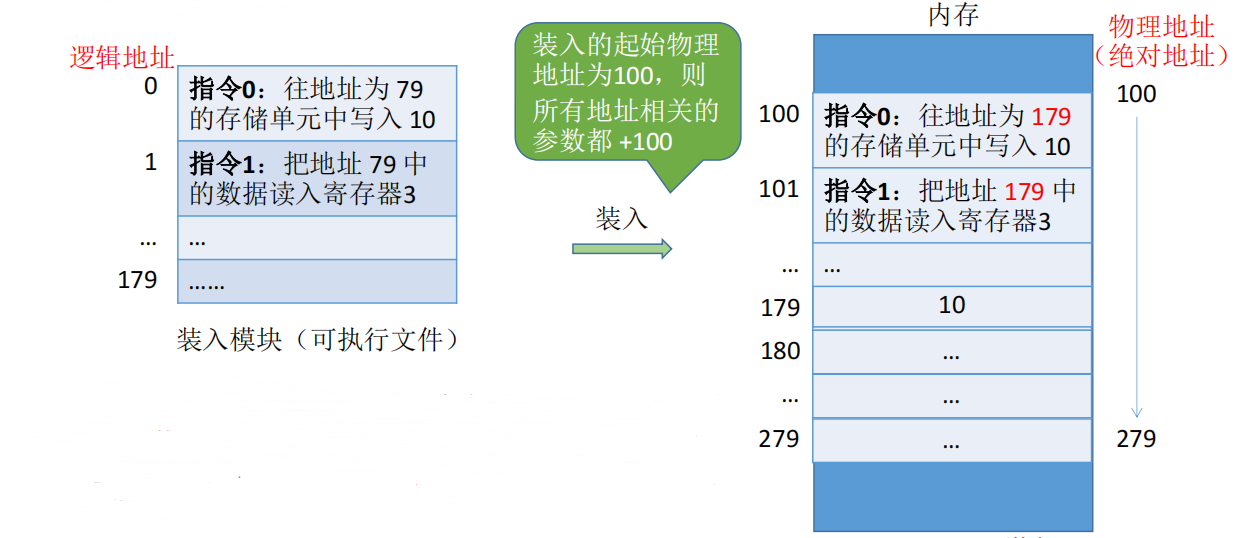 逻辑地址
0
指令0：往地址为 79
的存储单元中写入 10
1
指令1：把地址 79 中
的数据读入寄存器3
...
...
179
......
装入模块（可执行文件）
装入的起始物理
地址为100，则
所有地址相关的
参数都 +100
装入
内存
物理地址
（绝对地址）
100
100
指令0：往地址为 179
的存储单元中写入 10
101
指令1：把地址 179 中
的数据读入寄存器3
...
...
179
10
180
...
...
...
279
...
279